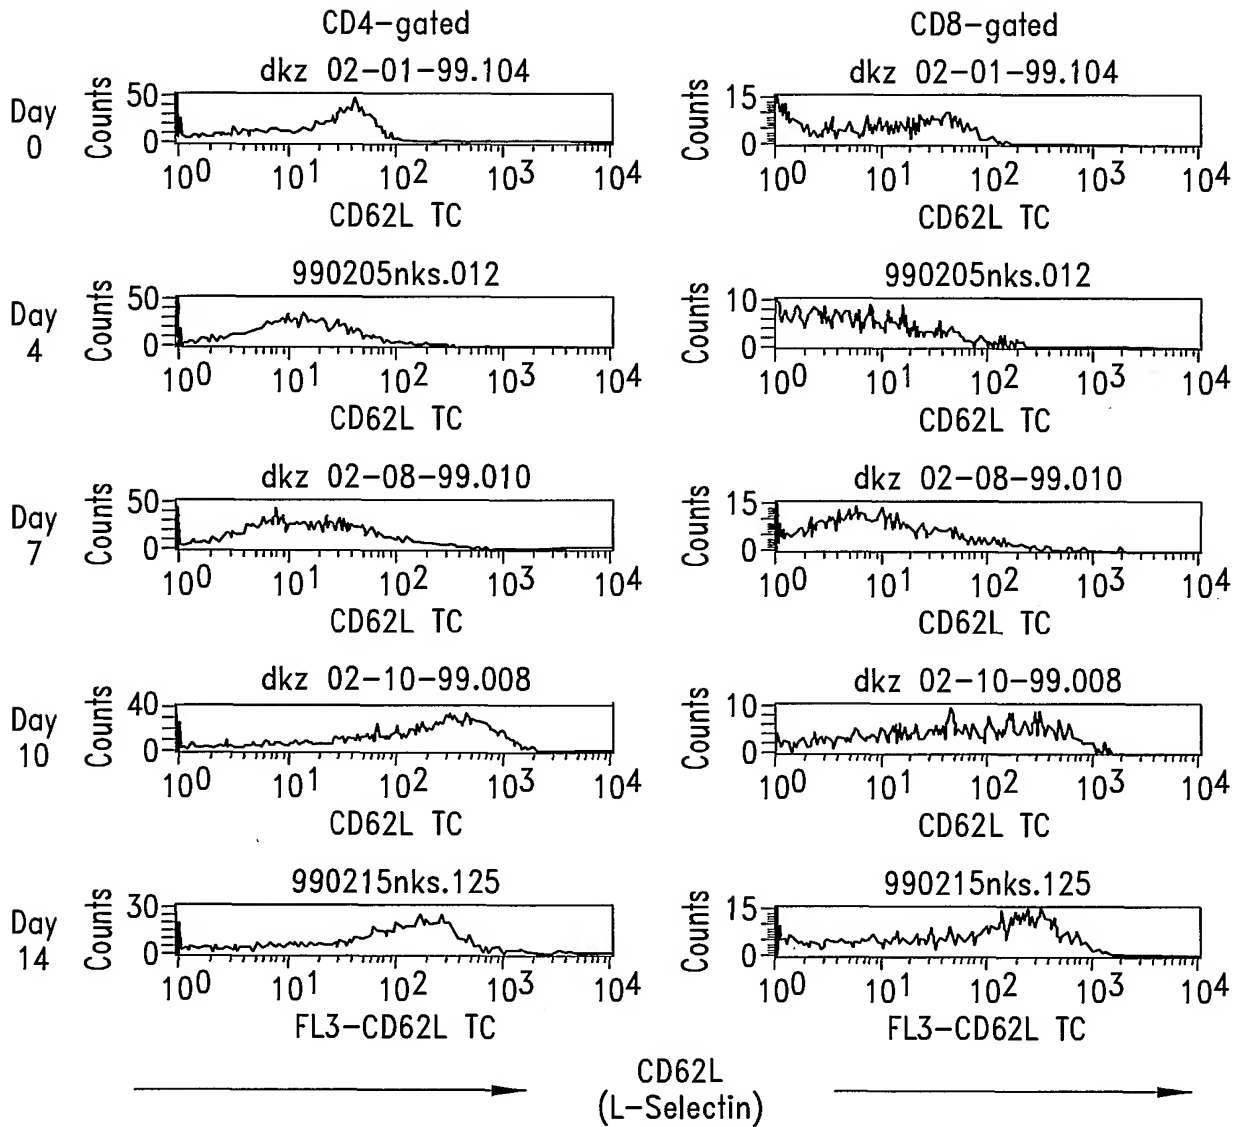 CD4-gated CD8-gated
dkz 02-01-99.104 dkz 02-01-99.104
Day 0 Counts 50 0 Counts 15 0
10^0 10^1 10^2 10^3 10^4 10^0 10^1 10^2 10^3 10^4
CD62L TC CD62L TC
990205nks.012 990205nks.012
Day 4 Counts 50 0 Counts 10 0
10^0 10^1 10^2 10^3 10^4 10^0 10^1 10^2 10^3 10^4
CD62L TC CD62L TC
dkz 02-08-99.010 dkz 02-08-99.010
Day 7 Counts 50 0 Counts 15 0
10^0 10^1 10^2 10^3 10^4 10^0 10^1 10^2 10^3 10^4
CD62L TC CD62L TC
dkz 02-10-99.008 dkz 02-10-99.008
Day 10 Counts 40 0 Counts 10 0
10^0 10^1 10^2 10^3 10^4 10^0 10^1 10^2 10^3 10^4
CD62L TC CD62L TC
990215nks.125 990215nks.125
Day 14 Counts 30 0 Counts 15 0
10^0 10^1 10^2 10^3 10^4 10^0 10^1 10^2 10^3 10^4
FL3-CD62L TC FL3-CD62L TC
CD62L
(L-Selectin)